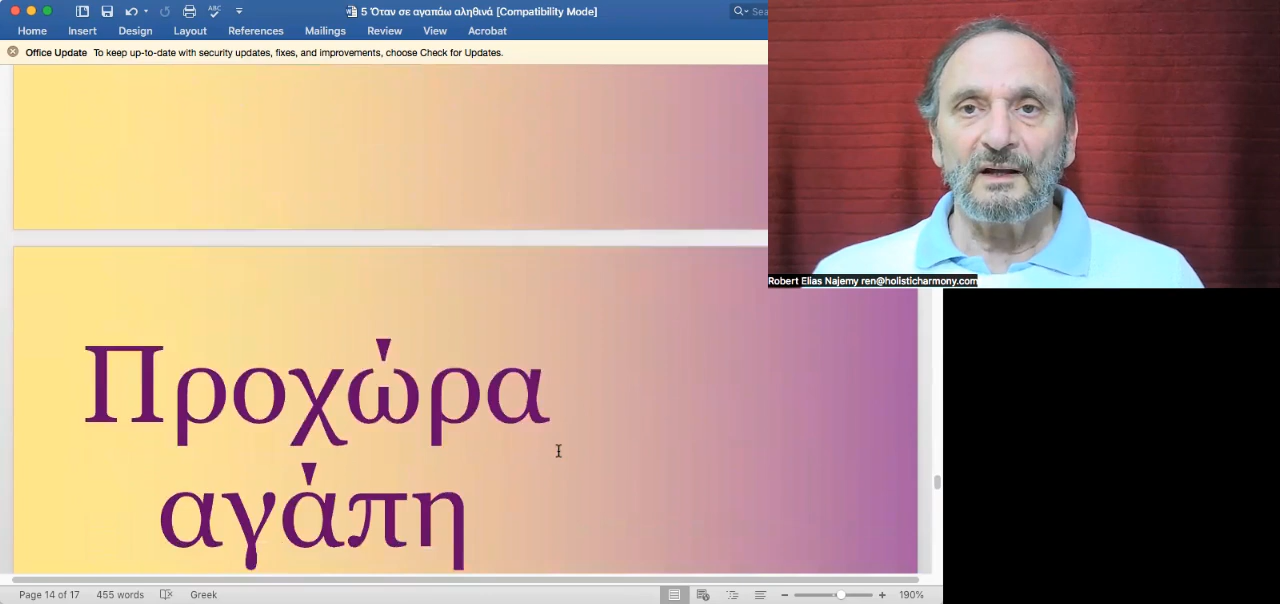 5 Όταν σε αγαπάω αληθινά [Compatibility Mode]
Home Insert Design Layout References Mailings Review View Acrobat
Office Update To keep up-to-date with security updates, fixes, and improvements, choose Check for Updates.
Robert Elias Najemy ren@holisticharmony.com
Προχώρα
αγάπη
Page 14 of 17 455 words Greek 190%